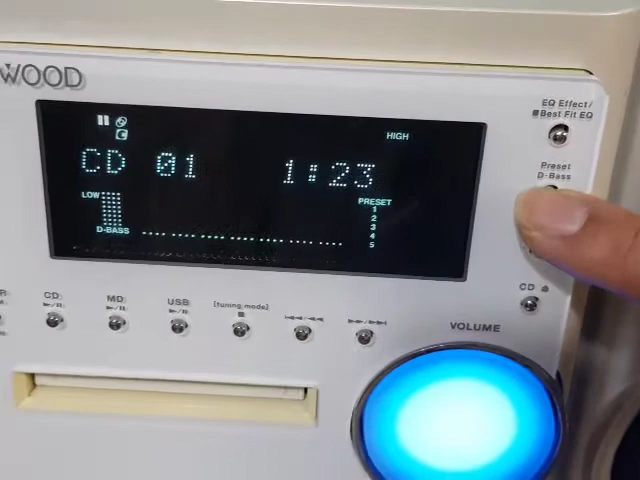 WOOD
EQ Effect/
Best Fit EQ
HIGH
Preset
D-Bass
CD 01 1:23
LOW
PRESET
1
2
3
4
5
D-BASS
CD
MD
USB
[tuning mode]
CD
VOLUME